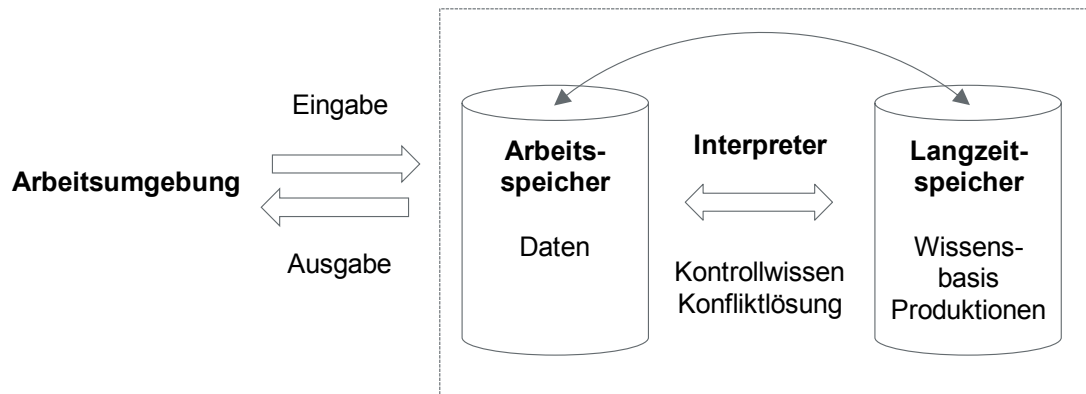 Eingabe
Arbeitsumgebung
Ausgabe
Arbeits-
speicher
Daten
Interpreter
Kontrollwissen
Konfliktlösung
Langzeit-
speicher
Wissens-
basis
Produktionen